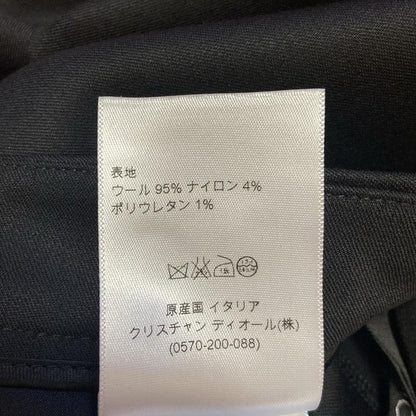 表地
ウール 95% ナイロン 4%
ポリウレタン 1%
原産国 イタリア
クリスチャン ディオール(株)
(0570-200-088)